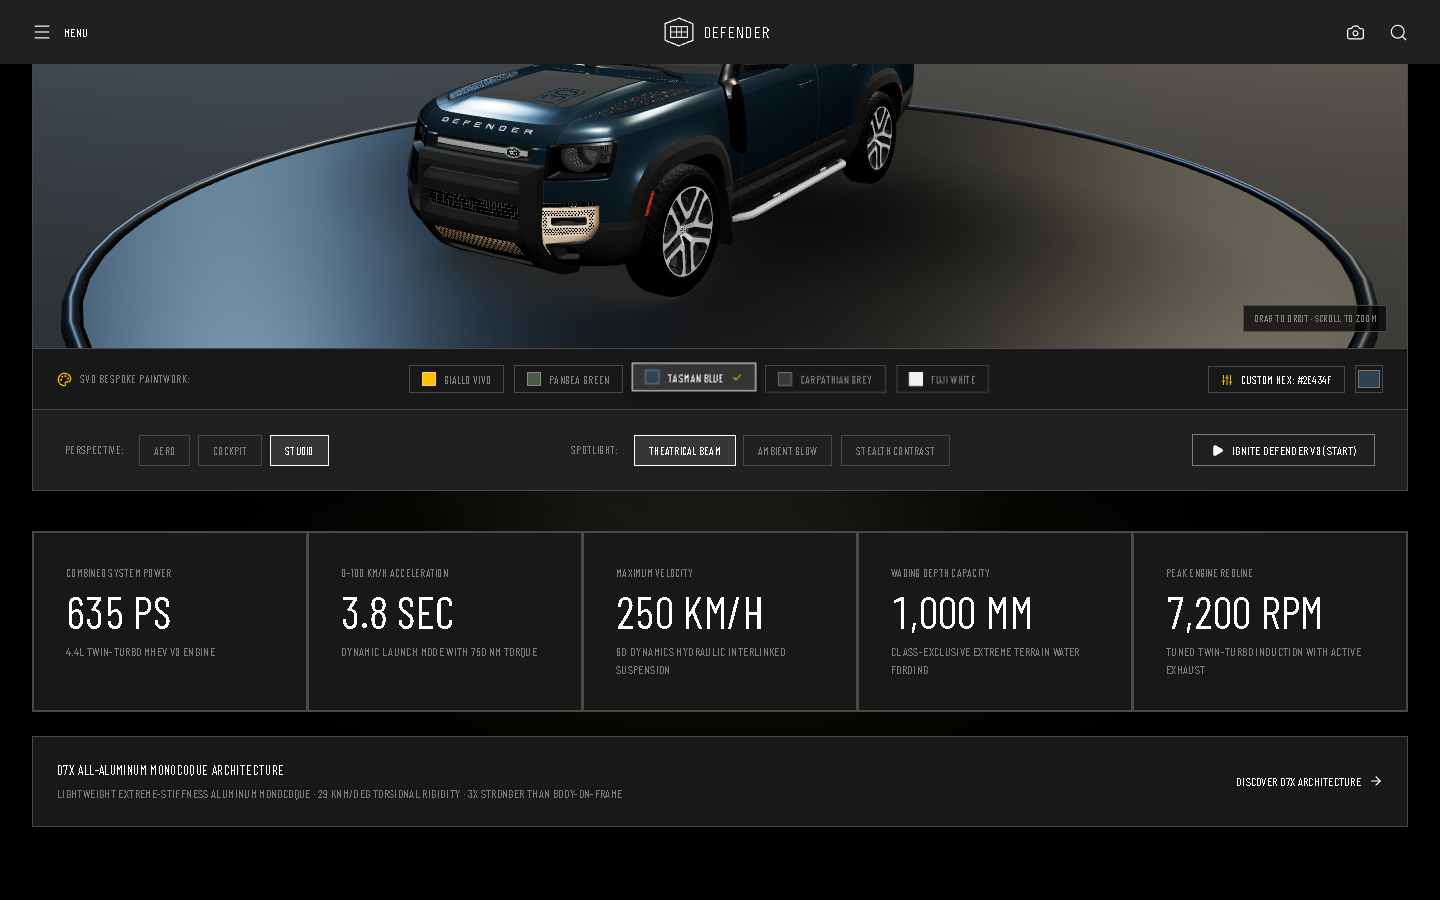 MENU
DEFENDER
DEFENDER
DRAG TO ORBIT · SCROLL TO ZOOM
SVO BESPOKE PAINTWORK:
GIALLO VIVO
PANGEA GREEN
TASMAN BLUE
CARPATHIAN GREY
FUJI WHITE
CUSTOM HEX: #2E434F
PERSPECTIVE:
AERO
COCKPIT
STUDIO
SPOTLIGHT:
THEATRICAL BEAM
AMBIENT GLOW
STEALTH CONTRAST
IGNITE DEFENDER V8 (START)
COMBINED SYSTEM POWER
635 PS
4.4L TWIN-TURBO MHEV V8 ENGINE
0-100 KM/H ACCELERATION
3.8 SEC
DYNAMIC LAUNCH MODE WITH 750 NM TORQUE
MAXIMUM VELOCITY
250 KM/H
6D DYNAMICS HYDRAULIC INTERLINKED
SUSPENSION
WADING DEPTH CAPACITY
1,000 MM
CLASS-EXCLUSIVE EXTREME TERRAIN WATER
FORDING
PEAK ENGINE REDLINE
7,200 RPM
TUNED TWIN-TURBO INDUCTION WITH ACTIVE
EXHAUST
D7X ALL-ALUMINUM MONOCOQUE ARCHITECTURE
LIGHTWEIGHT EXTREME-STIFFNESS ALUMINUM MONOCOQUE · 29 KNM/DEG TORSIONAL RIGIDITY · 3X STRONGER THAN BODY-ON-FRAME
DISCOVER D7X ARCHITECTURE